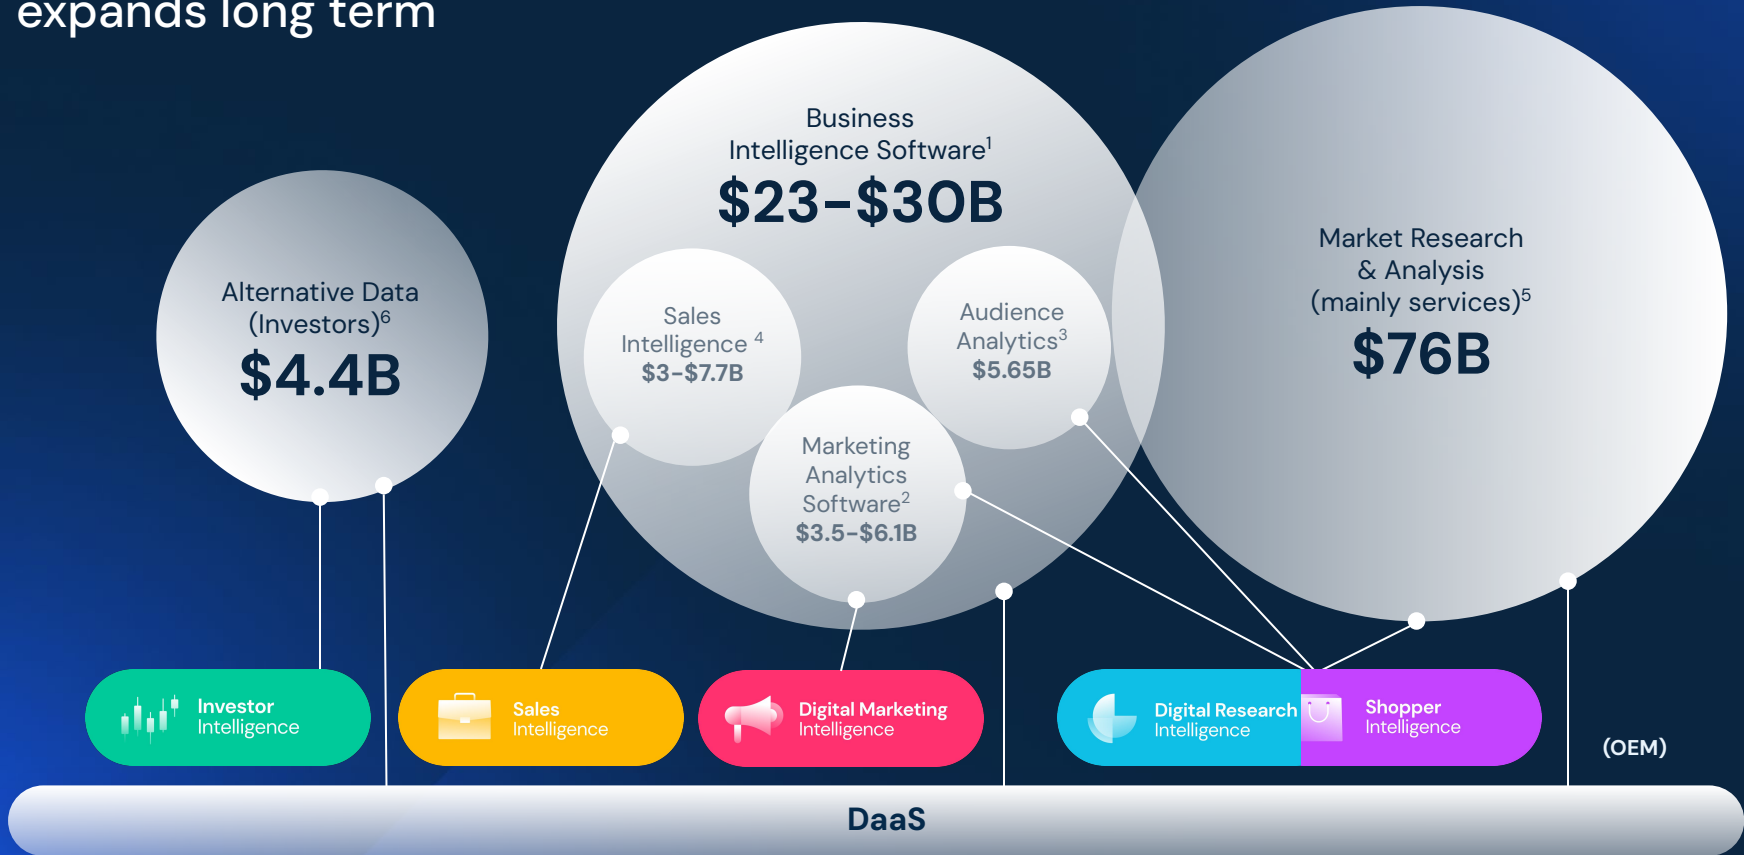 expands long term
Business
Intelligence Software¹
$23-$30B
Alternative Data
(Investors)⁶
$4.4B
Sales
Intelligence ⁴
$3-$7.7B
Audience
Analytics³
$5.65B
Marketing
Analytics
Software²
$3.5-$6.1B
Market Research
& Analysis
(mainly services)⁵
$76B
Investor
Intelligence
Sales
Intelligence
Digital Marketing
Intelligence
Digital Research
Intelligence
Shopper
Intelligence
(OEM)
DaaS